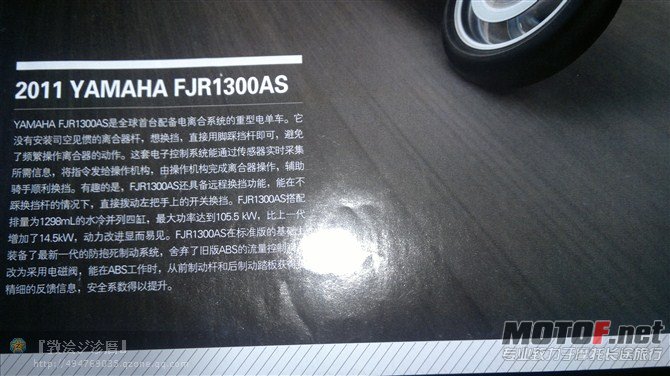 2011 YAMAHA FJR1300AS
YAMAHA FJR1300AS是全球首台配备电离合系统的重型电单车。它
没有安装司空见惯的离合器杆，想换挡，直接用脚踩挡杆即可，避免
了频繁操作离合器的动作。这套电子控制系统能通过传感器实时采集
所需信息，将指令发给操作机构，由操作机构完成离合器操作，辅助
骑手顺利换挡。有趣的是，FJR1300AS还具备远程换挡功能，能在不
踩换挡杆的情况下，直接拨动左把手上的开关换挡。FJR1300AS搭配
排量为1298mL的水冷并列四缸，最大功率达到105.5 kW，比上一代
增加了14.5kW，动力改进显而易见。FJR1300AS在标准版的基础上
装备了最新一代的防抱死制动系统，舍弃了旧版ABS的流量控制
改为采用电磁阀，能在ABS工作时，从前制动杆和后制动踏板获得
精细的反馈信息，安全系数得以提升。
http://494769035.qzone.qq.com
MOTOF.net
专业致力于摩托长途旅行